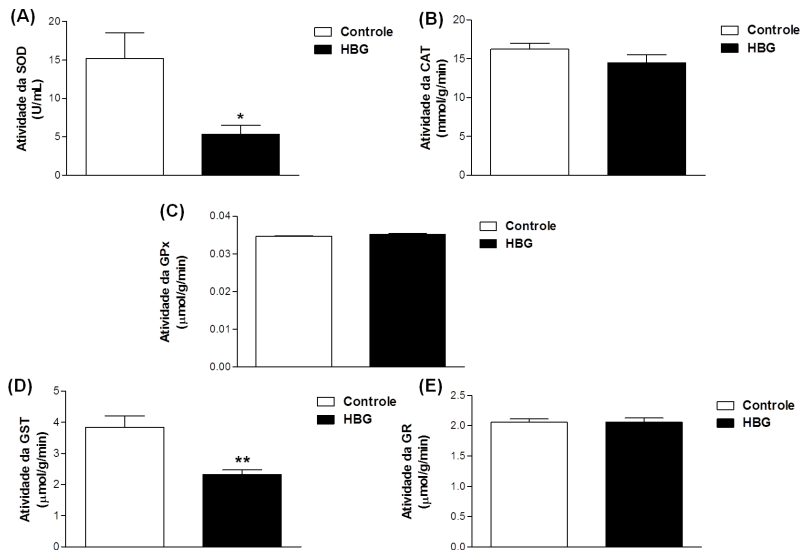 (A)
Atividade da SOD
(U/mL)
20
15
10
5
0
*
Controle
HBG
(B)
Atividade da CAT
(mmol/g/min)
20
15
10
5
0
Controle
HBG
(C)
Atividade da GPx
(µmol/g/min)
0.04
0.03
0.02
0.01
0.00
Controle
HBG
(D)
Atividade da GST
(µmol/g/min)
5
4
3
2
1
0
**
Controle
HBG
(E)
Atividade da GR
(µmol/g/min)
2.5
2.0
1.5
1.0
0.5
0.0
Controle
HBG